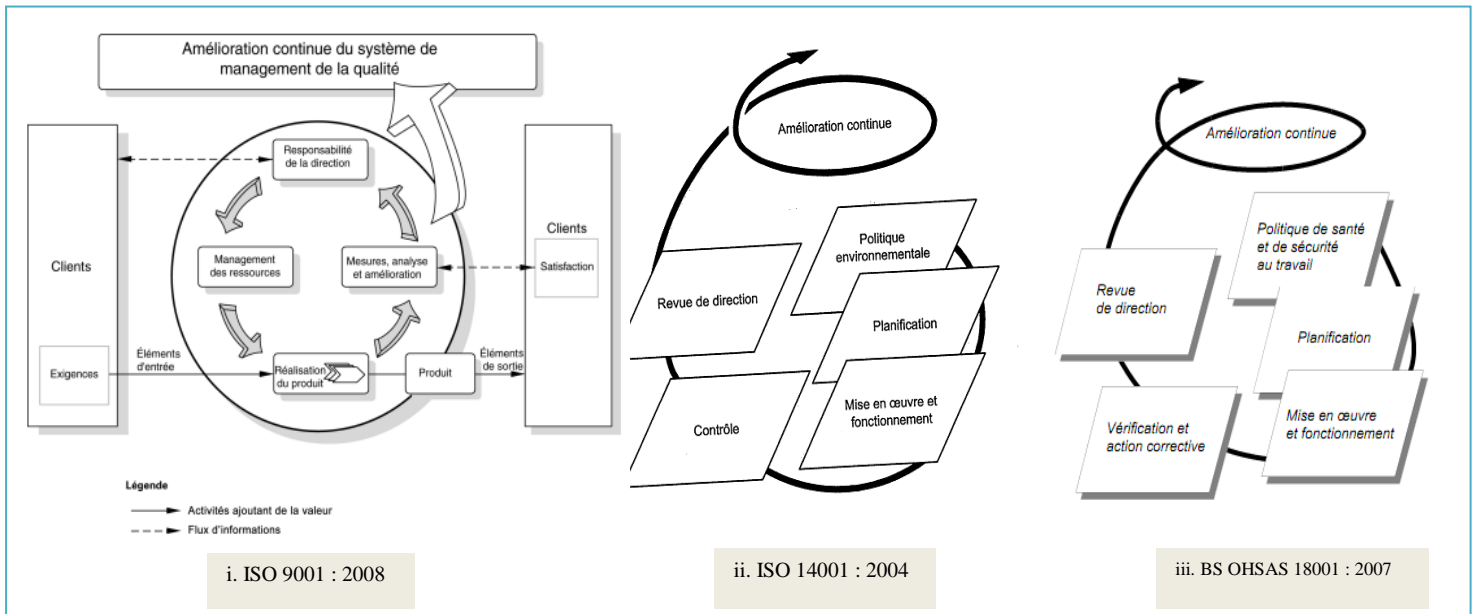 Amélioration continue du système de
management de la qualité
Clients
Exigences
Éléments
d'entrée
Responsabilité
de la direction
Management
des ressources
Mesures, analyse
et amélioration
Réalisation
du produit
Produit
Éléments
de sortie
Clients
Satisfaction
Légende
Activités ajoutant de la valeur
Flux d'informations
i. ISO 9001 : 2008
Amélioration continue
Politique
environnementale
Planification
Mise en œuvre et
fonctionnement
Contrôle
Revue de direction
ii. ISO 14001 : 2004
Amélioration continue
Politique de santé
et de sécurité
au travail
Planification
Mise en œuvre
et fonctionnement
Vérification et
action corrective
Revue
de direction
iii. BS OHSAS 18001 : 2007